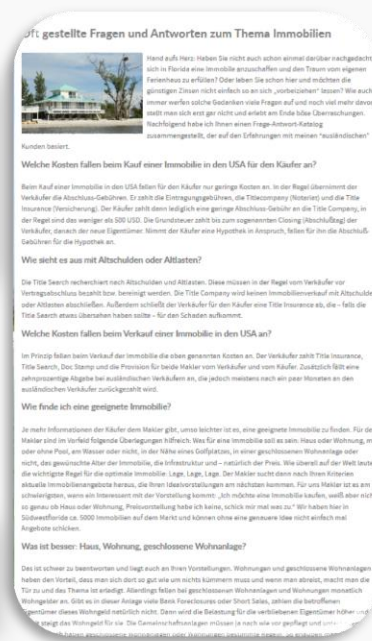 Oft gestellte Fragen und Antworten zum Thema Immobilien
Hand aufs Herz: Haben Sie nicht auch schon einmal darüber nachgedacht
sich in Florida eine Immobilie anzuschaffen und den Traum vom eigenen
Ferienhaus zu erfüllen? Oder leben Sie schon hier und möchten die
günstigen Zinsen nicht einfach so an sich „vorbeiziehen" lassen? Wie auch
immer werfen solche Gedanken viele Fragen auf und noch viel mehr davon
stellt man sich erst gar nicht und erlebt am Ende böse Überraschungen.
Nachfolgend habe ich Ihnen einen Frage-Antwort-Katalog
zusammengestellt, der auf den Erfahrungen mit meinen "ausländischen"
Kunden basiert.
Welche Kosten fallen beim Kauf einer Immobilie in den USA für den Käufer an?
Beim Kauf einer Immobilie in den USA fallen für den Käufer nur geringe Kosten an. In der Regel übernimmt der
Verkäufer die Abschluss-Gebühren. Er zahlt die Eintragungsgebühren, die Titlecompany (Notarier) und die Title
Insurance (Versicherung). Der Käufer zahlt dann lediglich eine geringe Abschluss-Gebühr an die Title Company, in
der Regel sind das weniger als 500 USD. Die Grundsteuer zahlt bis zum sogenannten Closing (Abschlußtag) der
Verkäufer, danach der neue Eigentümer. Nimmt der Käufer eine Hypothek in Anspruch, fallen für ihn die Abschluß-
Gebühren für die Hypothek an.
Wie sieht es aus mit Altschulden oder Altlasten?
Die Title Search recherchiert nach Altschulden und Altlasten. Diese müssen in der Regel vom Verkäufer vor
Vertragsabschluss bezahlt bzw. bereinigt werden. Die Title Company wird keinen Immobilienverkauf mit Altschulden
oder Altlasten abschließen. Außerdem schließt der Verkäufer für den Käufer eine Title Insurance ab, die – falls die
Title Search etwas übersehen haben sollte – für den Schaden aufkommt.
Welche Kosten fallen beim Verkauf einer Immobilie in den USA an?
Im Prinzip fallen beim Verkauf der Immobilie die oben genannten Kosten an. Der Verkäufer zahlt Title Insurance,
Title Search, Doc Stamp und die Provision für beide Makler vom Verkäufer und vom Käufer. Zusätzlich fällt eine
zehnprozentige Abgabe bei ausländischen Verkäufern an, die jedoch meistens nach ein paar Monaten an den
ausländischen Verkäufer zurückgezahlt wird.
Wie finde ich eine geeignete Immobilie?
Je mehr Informationen der Käufer dem Makler gibt, umso leichter ist es, eine geeignete Immobilie zu finden. Für de
Makler sind im Vorfeld folgende Überlegungen hilfreich: Was für eine Immobilie soll es sein. Haus oder Wohnung, m
oder ohne Pool, am Wasser oder nicht, in der Nähe eines Golfplatzes, in einer geschlossenen Wohnanlage oder
nicht, das gewünschte Alter der Immobilie, die Infrastruktur und – natürlich der Preis. Wie überall auf der Welt laute
die wichtigste Regel für die optimale Immobilie: Lage, Lage, Lage. Der Makler sucht dann nach Ihren Kriterien
aktuelle Immobilienangebote heraus, die Ihren Idealvorstellungen am nächsten kommen. Für uns Makler ist es am
schwierigsten, wenn ein Interessent mit der Vorstellung kommt: „Ich möchte eine Immobilie kaufen, weiß aber nich
so genau ob Haus oder Wohnung, Preisvorstellung habe ich keine, schick mir mal was zu." Wir haben hier in
Südwestflorida ca. 5000 Immobilien auf dem Markt und können ohne eine genauere Idee nicht einfach mal
Angebote schicken.
Was ist besser: Haus, Wohnung, geschlossene Wohnanlage?
Das ist schwer zu beantworten und liegt auch an Ihren Vorstellungen. Wohnungen und geschlossene Wohnanlagen
haben den Vorteil, dass man sich dort so gut wie um nichts kümmern muss und wenn man abreist, macht man die
Tür zu und das Thema ist erledigt. Allerdings fallen bei geschlossenen Wohnanlagen und Wohnungen monatlich
Wohngelder an. Gibt es in dieser Anlage viele Bank Foreclosures oder Short Sales, zahlen die betroffenen
Eigentümer dieses Wohngeld natürlich nicht. Dann wird die Belastung für die verbliebenen Eigentümer höher und
steigt das Wohngeld für sie. Die Gemeinschaftsanlagen müssen ja nach wie vor gepflegt und
haben geschlossene Wohnanlagen oder Wohnungen bestimmte